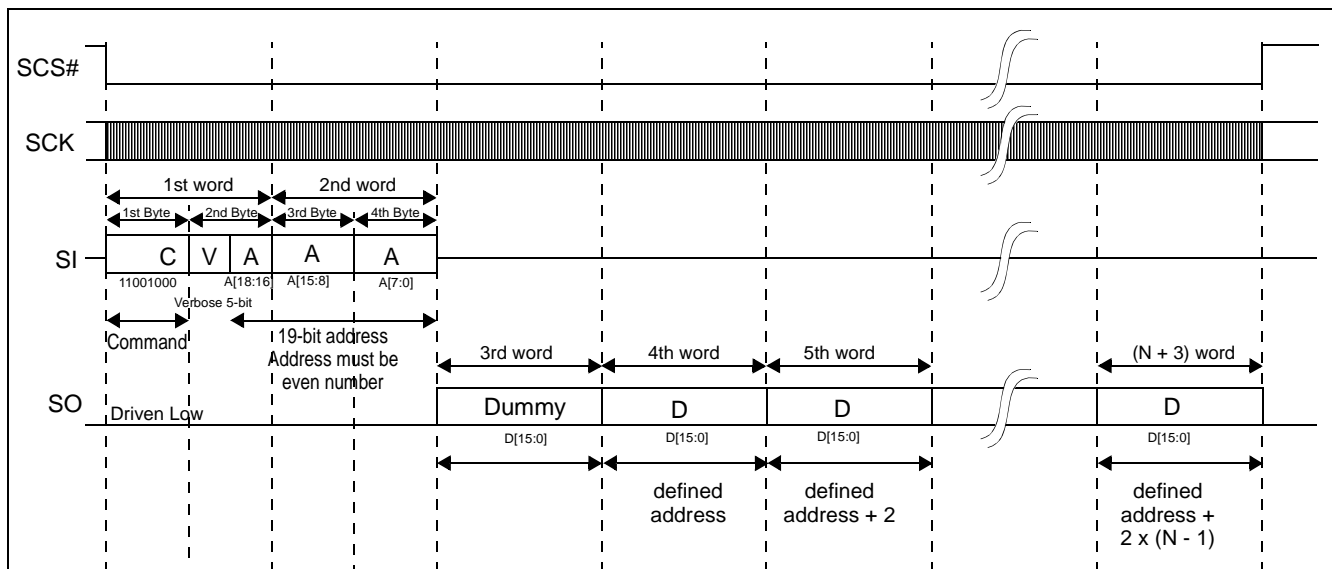 SCS#
SCK
1st word
2nd word
1st Byte
2nd Byte
3rd Byte
4th Byte
SI
C
V
A
A
A
11001000
A[18:16]
A[15:8]
A[7:0]
Verbose 5-bit
Command
19-bit address
Address must be
even number
3rd word
4th word
5th word
(N + 3) word
SO
Driven Low
Dummy
D
D
D
D[15:0]
D[15:0]
D[15:0]
D[15:0]
defined
address
defined
address + 2
defined
address +
2 x (N - 1)